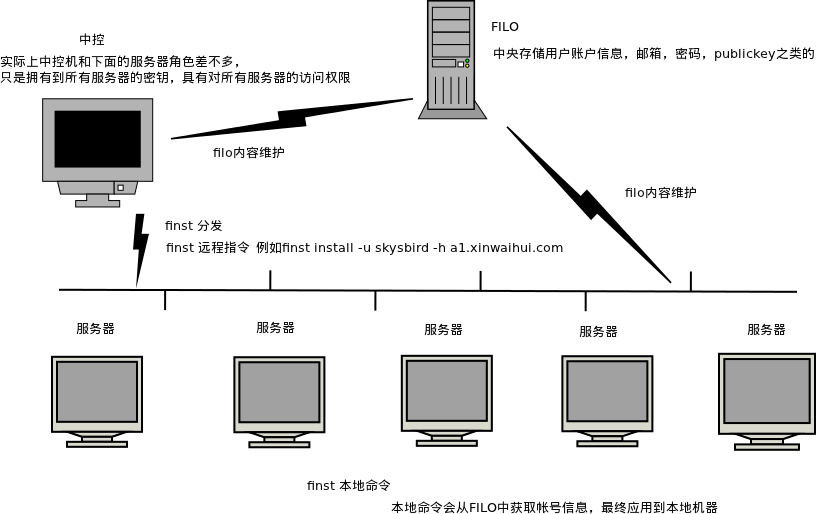 中控
实际上中控机和下面的服务器角色差不多，
只是拥有到所有服务器的密钥，具有对所有服务器的访问权限
FILO
中央存储用户账户信息，邮箱，密码，publickey之类的
filo内容维护
filo内容维护
finst 分发
finst 远程指令 例如finst install -u skysbird -h a1.xinwaihui.com
服务器
服务器
服务器
服务器
服务器
finst 本地命令
本地命令会从FILO中获取帐号信息，最终应用到本地机器